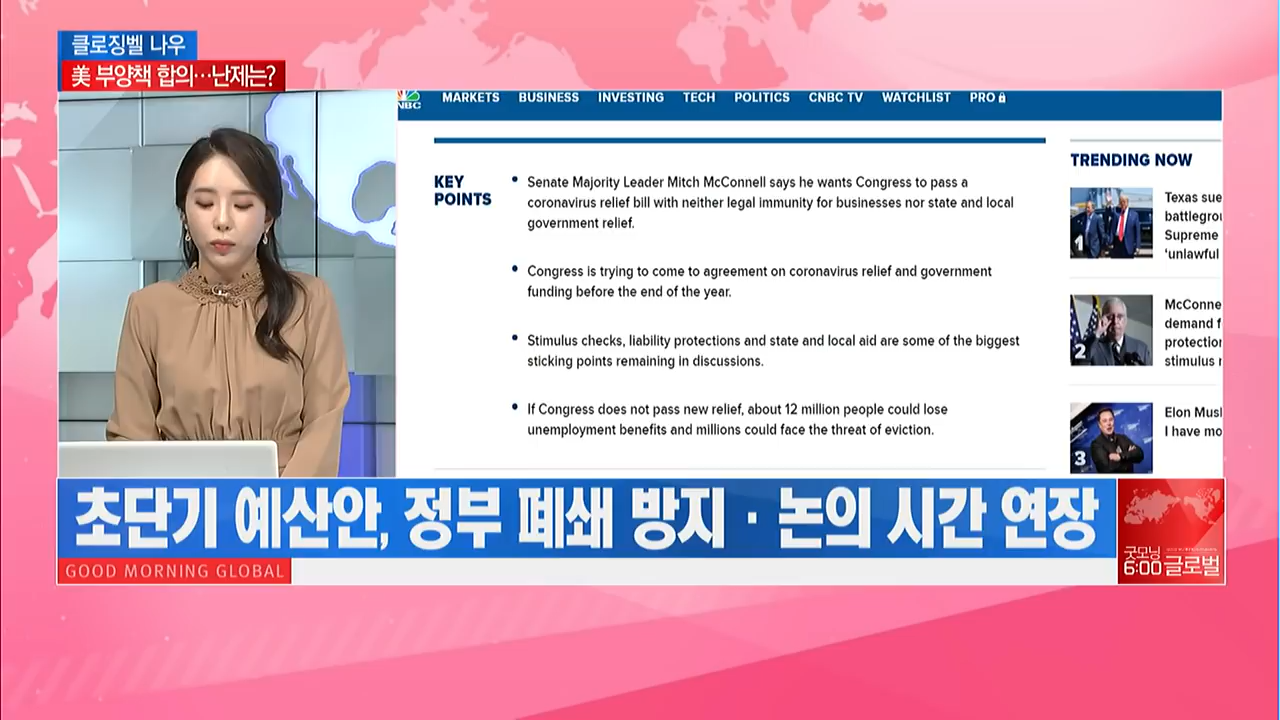 클로징벨 나우
美 부양책 합의…난제는?
NBC
MARKETS BUSINESS INVESTING TECH POLITICS CNBC TV WATCHLIST PRO
KEY
POINTS
Senate Majority Leader Mitch McConnell says he wants Congress to pass a
coronavirus relief bill with neither legal immunity for businesses nor state and local
government relief.
Congress is trying to come to agreement on coronavirus relief and government
funding before the end of the year.
Stimulus checks, liability protections and state and local aid are some of the biggest
sticking points remaining in discussions.
If Congress does not pass new relief, about 12 million people could lose
unemployment benefits and millions could face the threat of eviction.
TRENDING NOW
1
Texas sue
battlegrou
Supreme
'unlawful
2
McConne
demand f
protection
stimulus
3
Elon Musl
I have mo
초단기 예산안, 정부 폐쇄 방지·논의 시간 연장
GOOD MORNING GLOBAL
굿모닝
6:00 글로벌